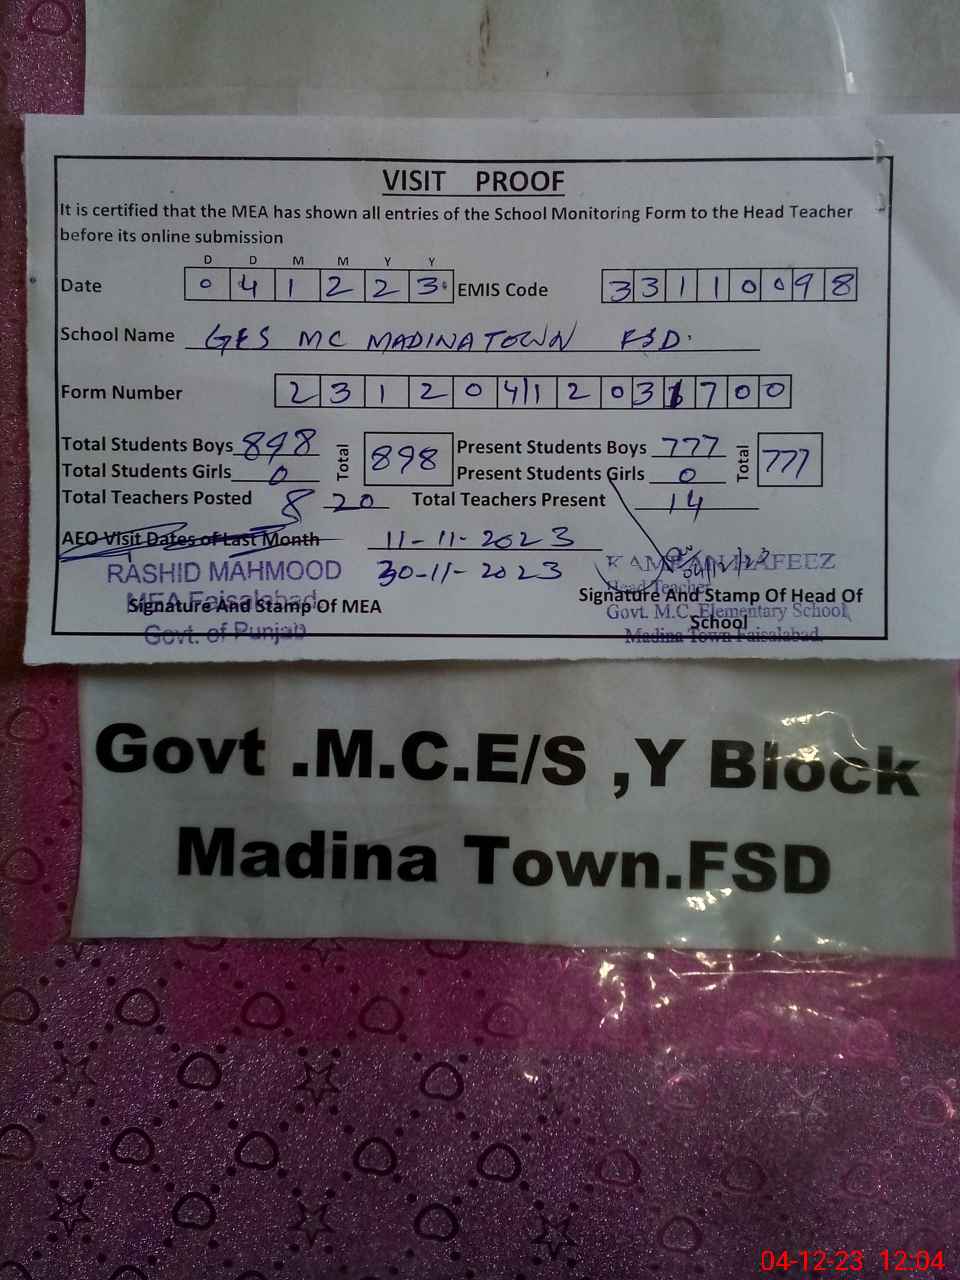 VISIT PROOF
It is certified that the MEA has shown all entries of the School Monitoring Form to the Head Teacher
before its online submission
D D M M Y Y
Date 0 4 1 2 2 3 EMIS Code 3 3 1 1 0 0 9 8
School Name GES MC MADINA TOWN FSD.
Form Number 2 3 1 2 0 4 1 2 0 3 1 7 0 0
Total Students Boys 898 Total 898 Present Students Boys 777 Total 777
Total Students Girls 0 Present Students Girls 0
Total Teachers Posted 20 Total Teachers Present 14
AEO Visit Dates of Last Month 11-11-2023
30-11-2023
RASHID MAHMOOD
MEA Faisalabad
Govt. of Punjab
Signature And Stamp Of MEA
HAFEEZ
Head Teacher
Govt. M.C. Elementary School,
Madina Town Faisalabad.
Signature And Stamp Of Head Of
School
Govt .M.C.E/S ,Y Block
Madina Town.FSD
04-12-23 12:04